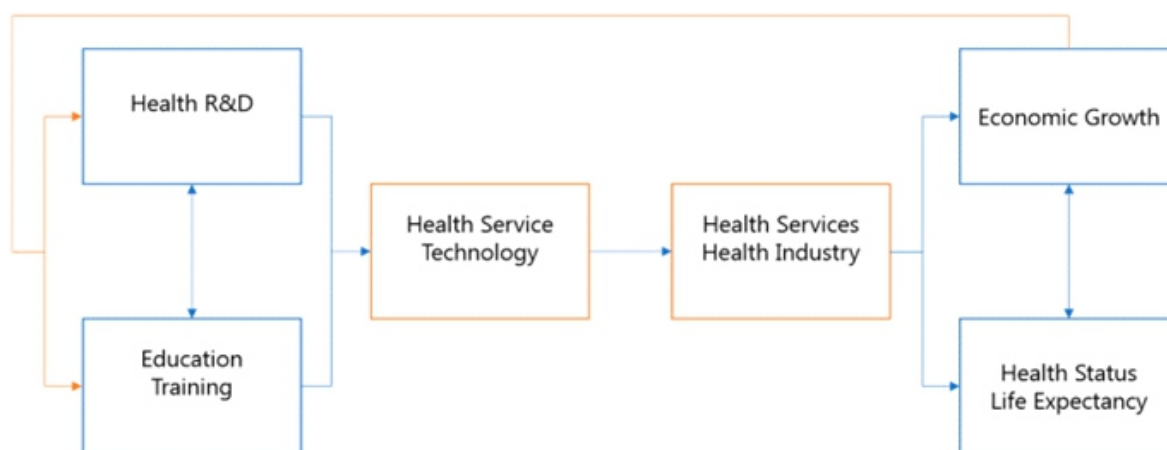 Health R&D
Economic Growth
Health Service
Technology
Health Services
Health Industry
Education
Training
Health Status
Life Expectancy